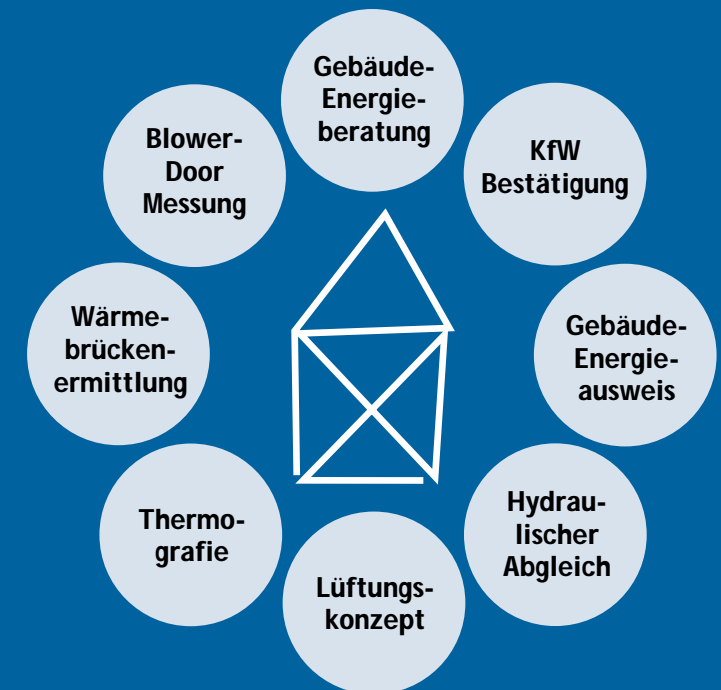 Gebäude-
Energie-
beratung
KfW
Bestätigung
Gebäude-
Energie-
ausweis
Hydrau-
lischer
Abgleich
Lüftungs-
konzept
Thermo-
grafie
Wärme-
brücken-
ermittlung
Blower-
Door
Messung